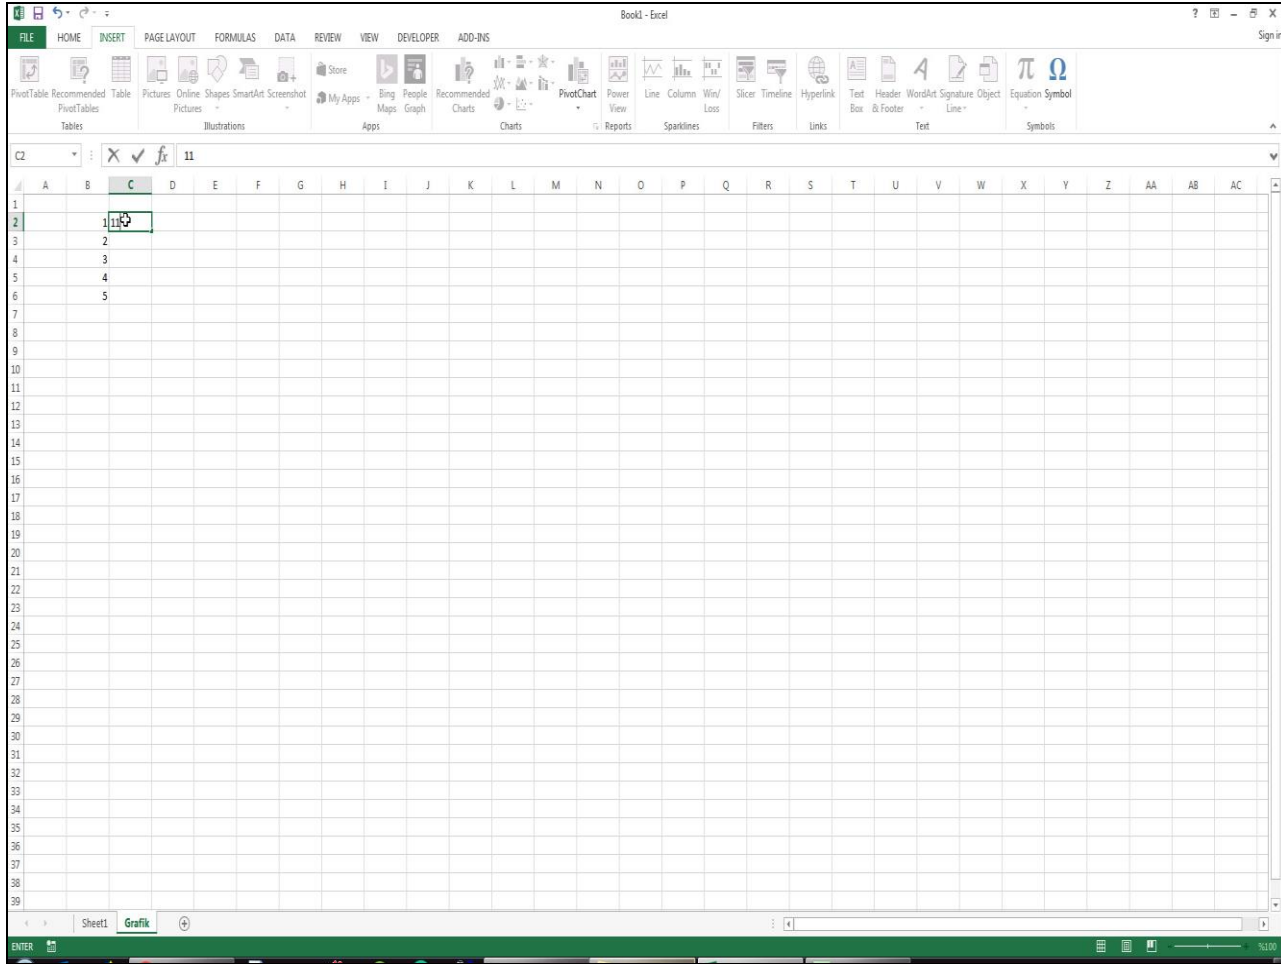 Book1 - Excel
?
Sign in
FILE HOME INSERT PAGE LAYOUT FORMULAS DATA REVIEW VIEW DEVELOPER ADD-INS
PivotTable Recommended PivotTables Table
Tables
Pictures Online Pictures Shapes SmartArt Screenshot
Illustrations
Store
My Apps
Bing Maps People Graph
Apps
Recommended Charts PivotChart
Charts
Power View
Reports
Line Column Win/Loss
Sparklines
Slicer Timeline
Filters
Hyperlink
Links
Text Box Header & Footer WordArt Signature Line Object
Text
π Ω
Equation Symbol
Symbols
C2 fx 11
A B C D E F G H I J K L M N O P Q R S T U V W X Y Z AA AB AC
1
2 1 11
3 2
4 3
5 4
6 5
7
8
9
10
11
12
13
14
15
16
17
18
19
20
21
22
23
24
25
26
27
28
29
30
31
32
33
34
35
36
37
38
39
Sheet1 Grafik
ENTER %100